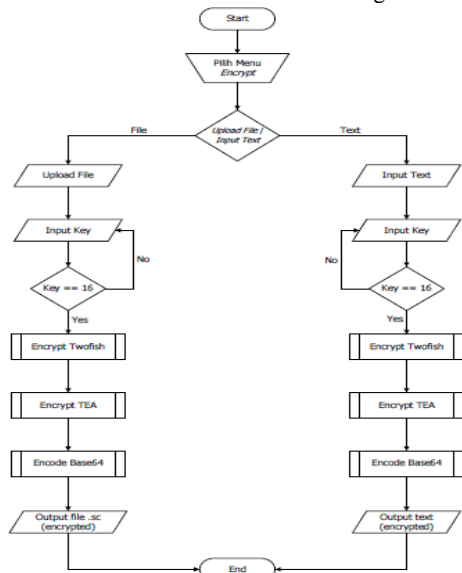 Start
Pilih Menu
Encrypt
File
Upload File |
Input Text
Text
Upload File
Input Text
Input Key
Input Key
No
No
Key == 16
Key == 16
Yes
Yes
Encrypt Twofish
Encrypt Twofish
Encrypt TEA
Encrypt TEA
Encode Base64
Encode Base64
Output file .sc
(encrypted)
Output text
(encrypted)
End